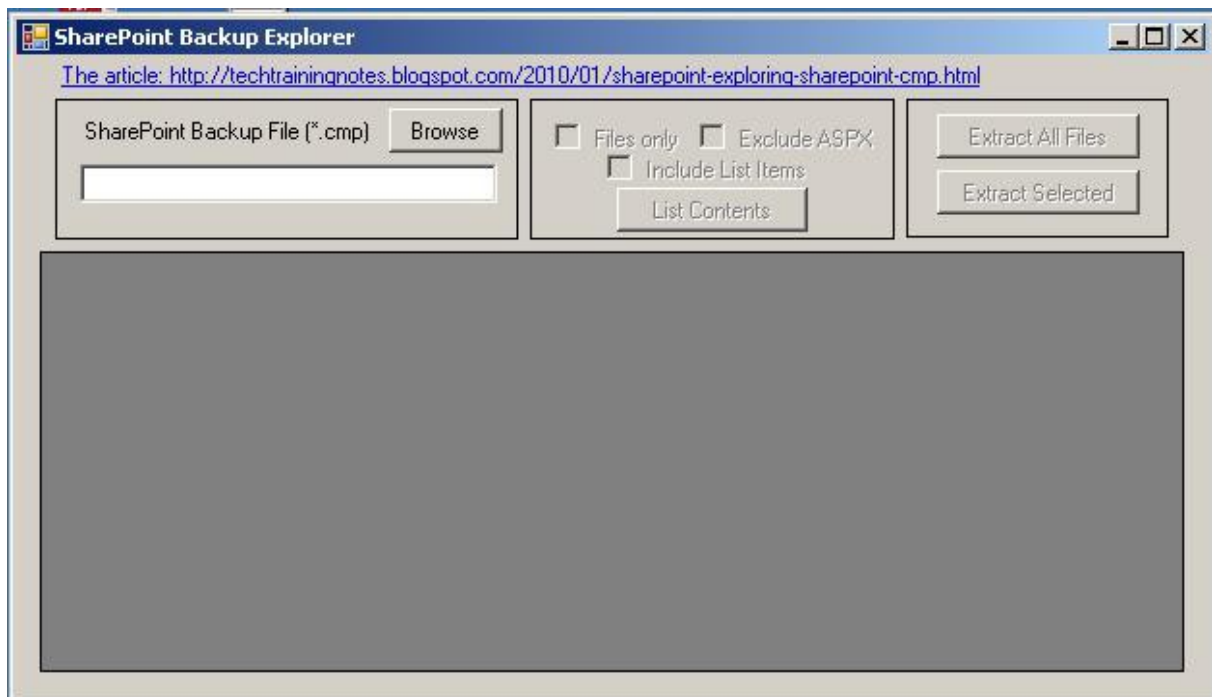 SharePoint Backup Explorer
The article: http://techtrainingnotes.blogspot.com/2010/01/sharepoint-exploring-sharepoint-cmp.html
SharePoint Backup File (*.cmp)
Browse
Files only
Exclude ASPX
Include List Items
List Contents
Extract All Files
Extract Selected